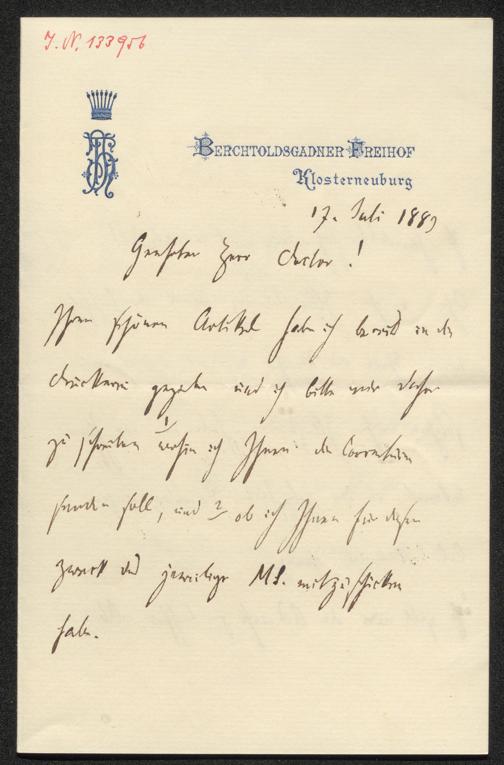 J. N. 133956
BERCHTOLDSGADNER FREIHOF
Klosterneuburg
17. Juli 1889
Geehrter Herr Doctor!
Ihren schönen Artikel habe ich bereits in die
Druckerei gegeben und ich bitte mir daher
zu schreiben 1 wohin ich Ihnen die Correcturen
senden soll, und 2 ob ich Ihnen für diesen
Zweck das jeweilige MS. mitzuschicken
habe.